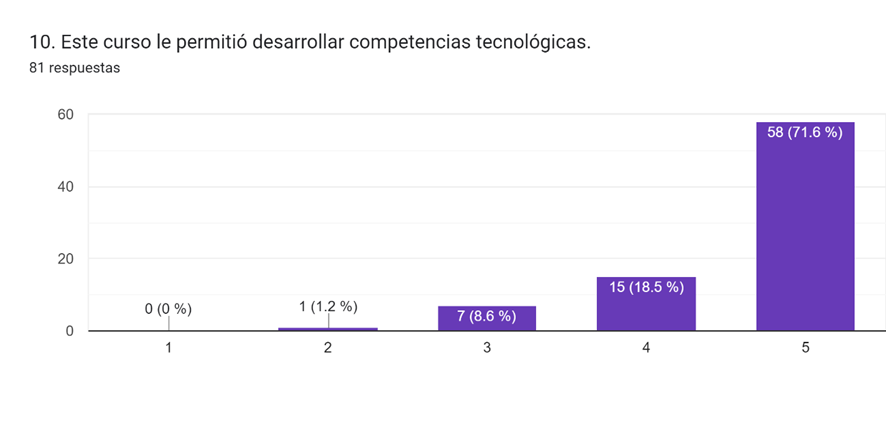 10. Este curso le permitió desarrollar competencias tecnológicas.
81 respuestas
60
40
20
0
0 (0 %)
1 (1.2 %)
7 (8.6 %)
15 (18.5 %)
58 (71.6 %)
1
2
3
4
5